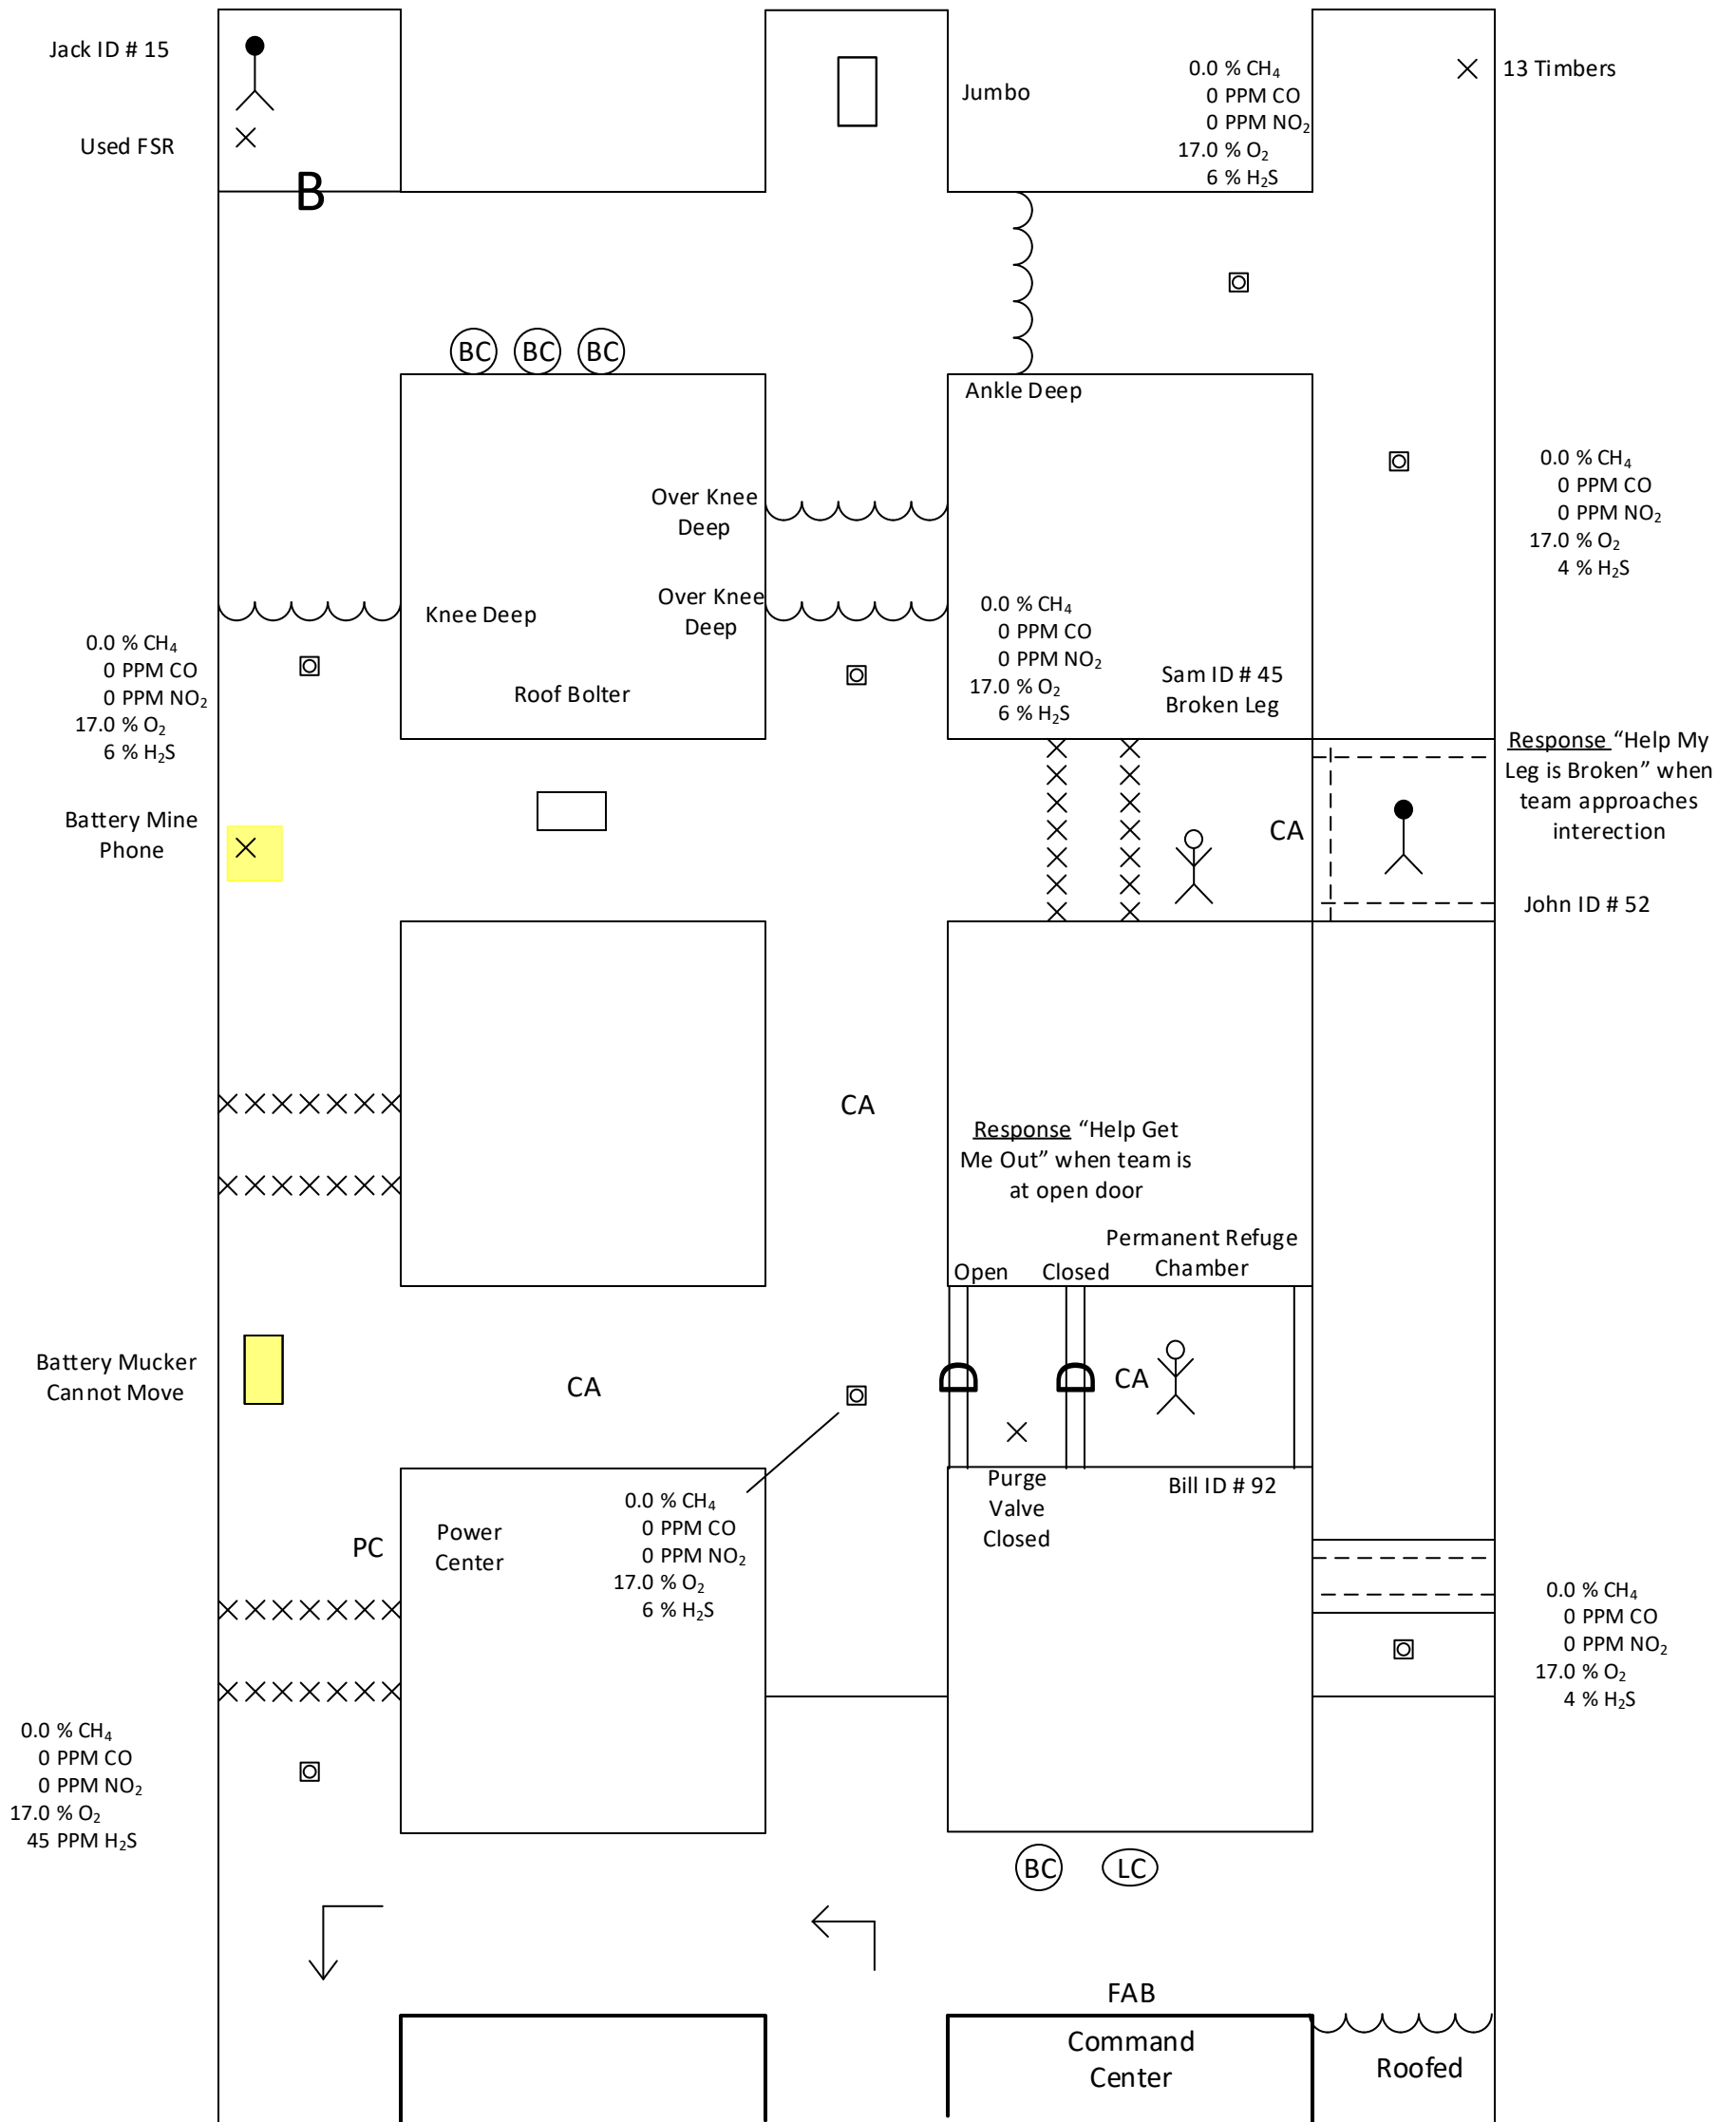 Jack ID # 15
Used FSR
B
Jumbo
0.0 % CH₄
0 PPM CO
0 PPM NO₂
17.0 % O₂
6 % H₂S
13 Timbers
BC BC BC
Ankle Deep
Over Knee
Deep
Over Knee
Deep
Knee Deep
Roof Bolter
0.0 % CH₄
0 PPM CO
0 PPM NO₂
17.0 % O₂
4 % H₂S
0.0 % CH₄
0 PPM CO
0 PPM NO₂
17.0 % O₂
6 % H₂S
0.0 % CH₄
0 PPM CO
0 PPM NO₂
17.0 % O₂
6 % H₂S
Sam ID # 45
Broken Leg
Response "Help My
Leg is Broken" when
team approaches
interection
Battery Mine
Phone
CA
John ID # 52
CA
Response "Help Get
Me Out" when team is
at open door
Permanent Refuge
Chamber
Open
Closed
Battery Mucker
Cannot Move
CA
D
D
CA
Purge
Valve
Closed
Bill ID # 92
PC
Power
Center
0.0 % CH₄
0 PPM CO
0 PPM NO₂
17.0 % O₂
6 % H₂S
0.0 % CH₄
0 PPM CO
0 PPM NO₂
17.0 % O₂
4 % H₂S
0.0 % CH₄
0 PPM CO
0 PPM NO₂
17.0 % O₂
45 PPM H₂S
BC LC
FAB
Command
Center
Roofed